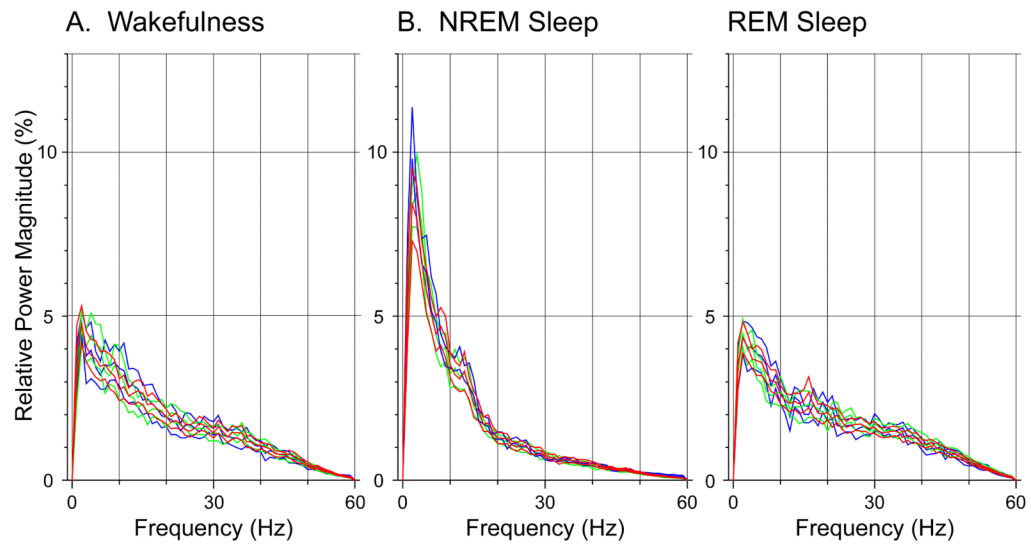 A. Wakefulness
B. NREM Sleep
REM Sleep
Relative Power Magnitude (%)
10
5
0
0 30 60
Frequency (Hz)
10
5
0
0 30 60
Frequency (Hz)
10
5
0
0 30 60
Frequency (Hz)